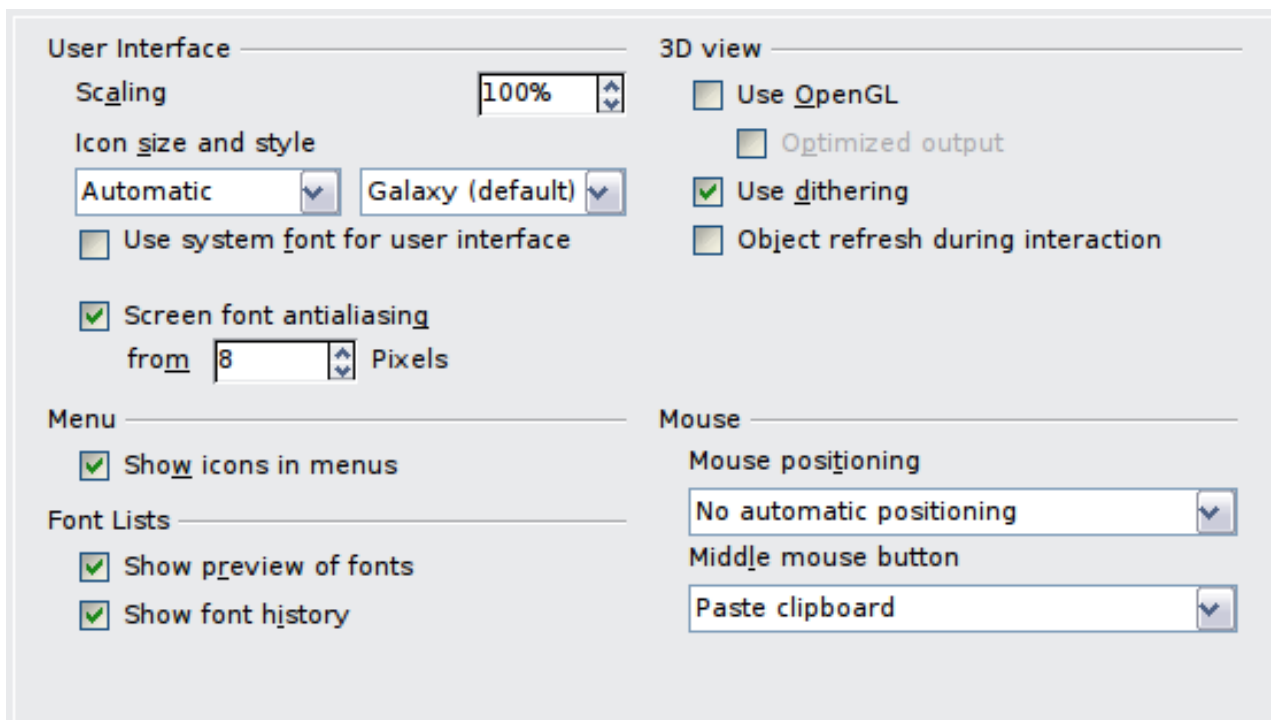 User Interface
Scaling 100%
Icon size and style
Automatic Galaxy (default)
Use system font for user interface
Screen font antialiasing
from 8 Pixels
Menu
Show icons in menus
Font Lists
Show preview of fonts
Show font history
3D view
Use OpenGL
Optimized output
Use dithering
Object refresh during interaction
Mouse
Mouse positioning
No automatic positioning
Middle mouse button
Paste clipboard